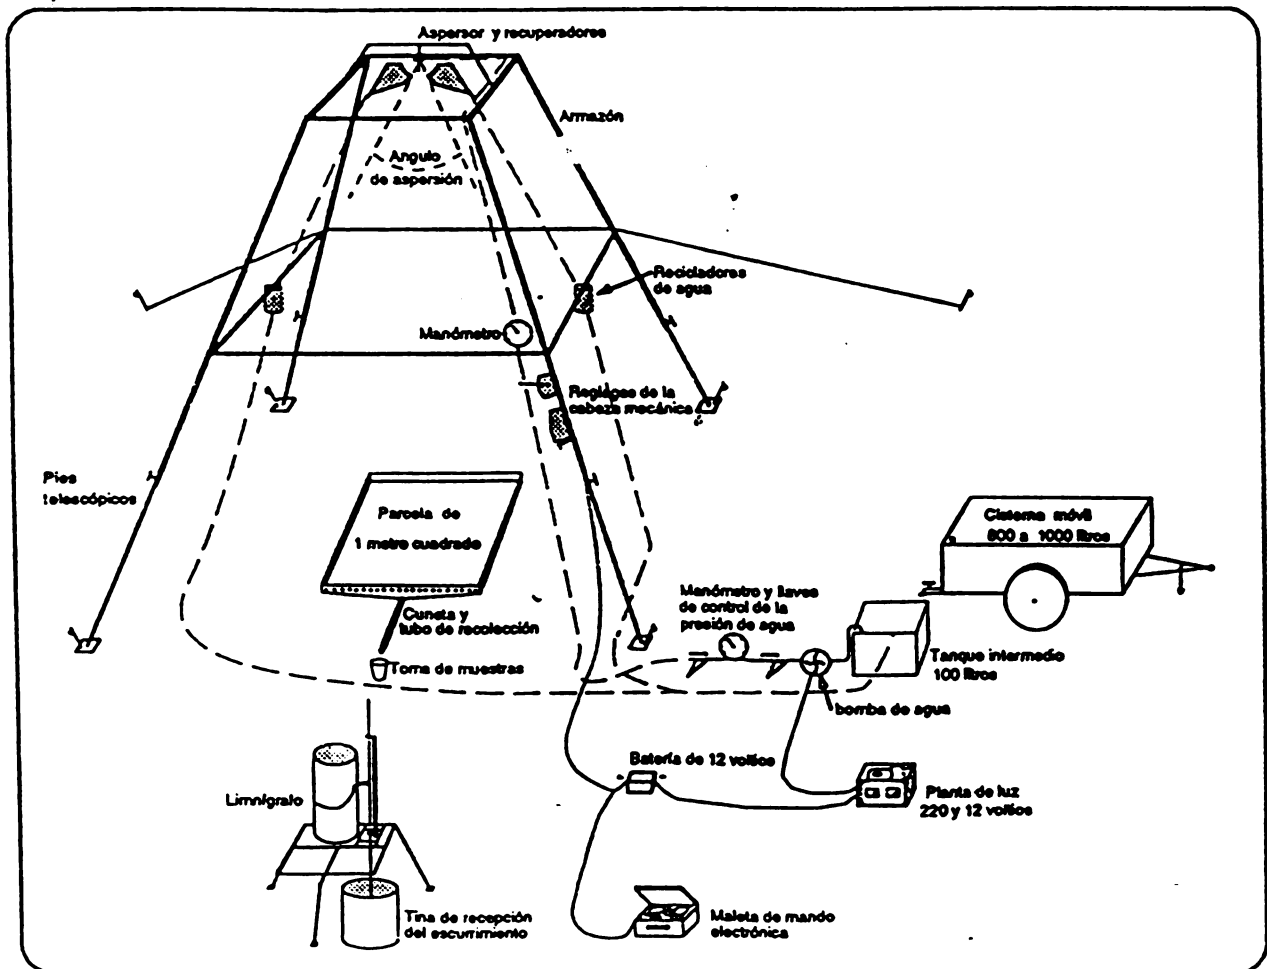 Aspersor y recuperadores
Armazón
Angulo
de aspersión
Recicladores
de agua
Manómetro
Reglages de la
cabeza mecánica
Pies
telescópicos
Parcela de
1 metro cuadrado
Cisterna móvil
800 a 1000 litros
Manómetro y llaves
de control de la
presión de agua
Cuneta y
tubo de recolección
Toma de muestras
Tanque intermedio
100 litros
bomba de agua
Batería de 12 voltios
Planta de luz
220 y 12 voltios
Limnígrafo
Tina de recepción
del escurrimiento
Maleta de mando
electrónica